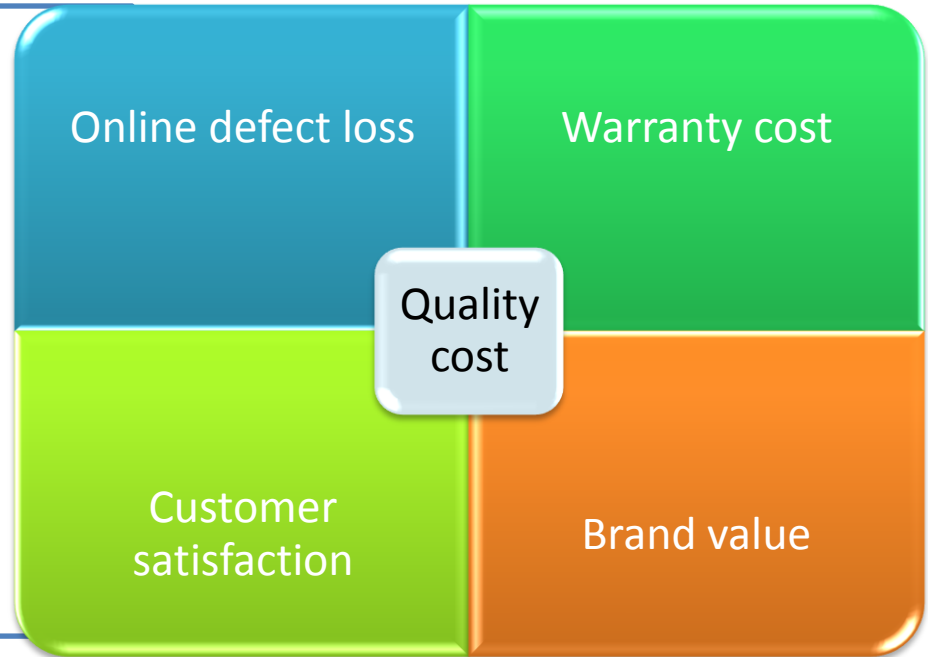 Online defect loss
Warranty cost
Quality
cost
Customer
satisfaction
Brand value